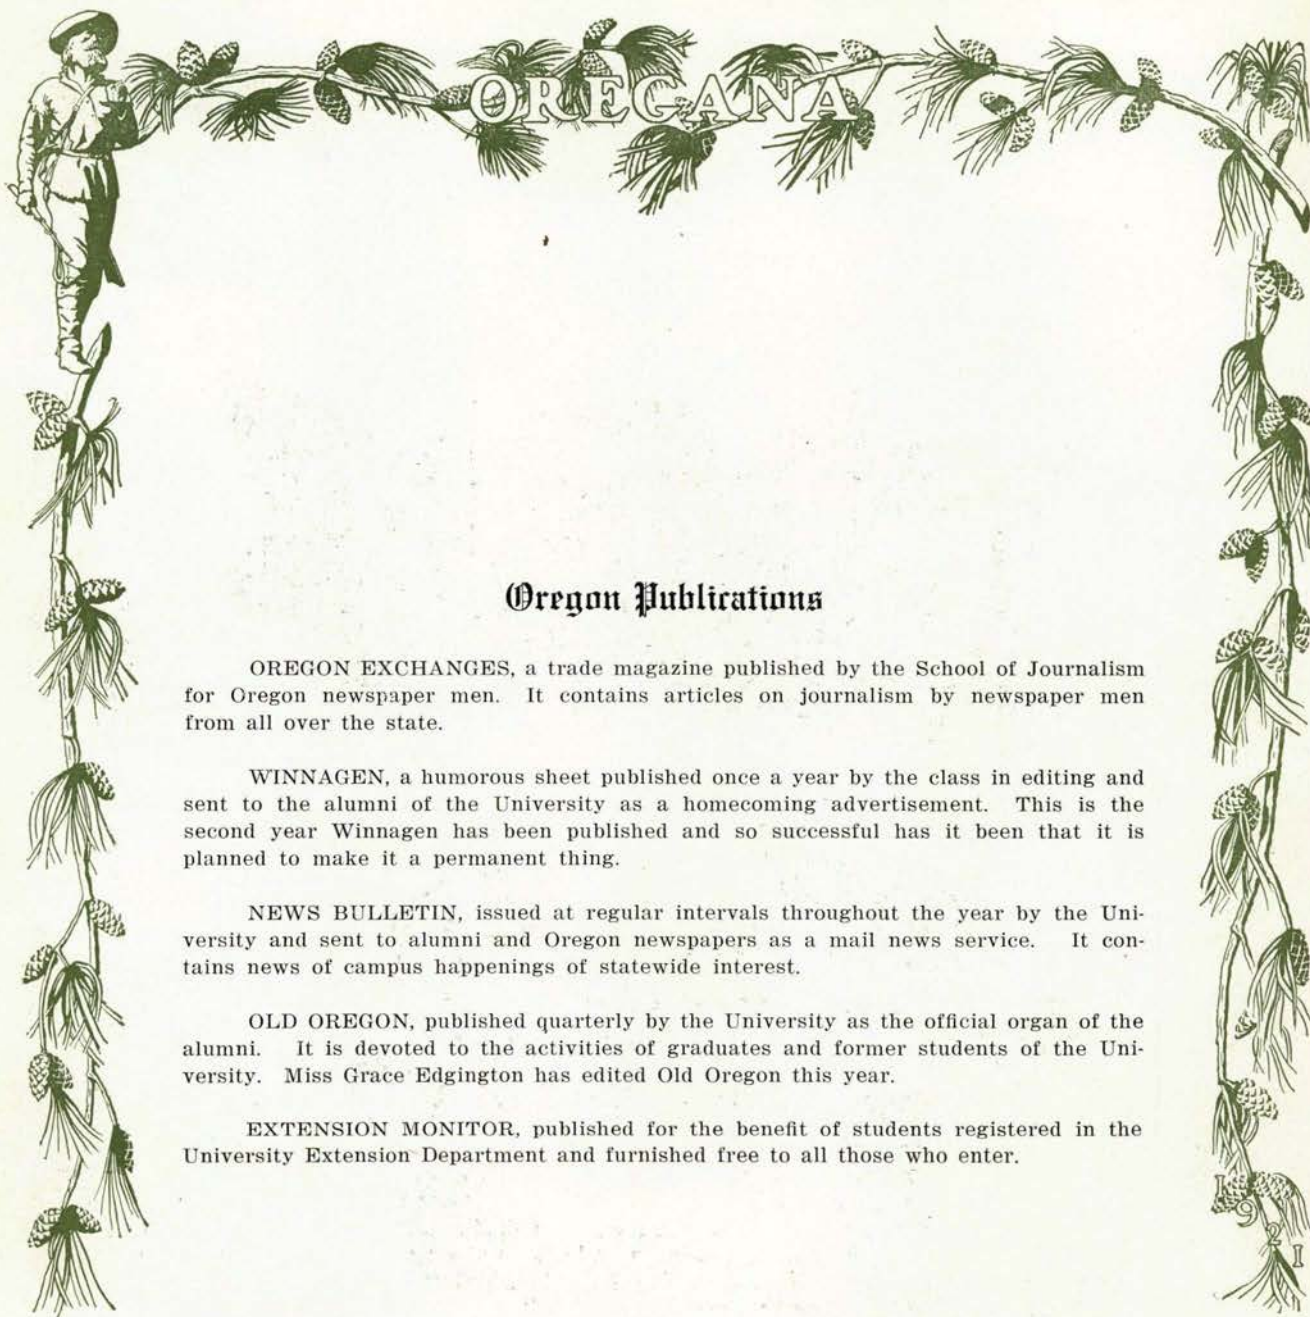 OREGANA
Oregon Publications
OREGON EXCHANGES, a trade magazine published by the School of Journalism
for Oregon newspaper men. It contains articles on journalism by newspaper men
from all over the state.
WINNAGEN, a humorous sheet published once a year by the class in editing and
sent to the alumni of the University as a homecoming advertisement. This is the
second year Winnagen has been published and so successful has it been that it is
planned to make it a permanent thing.
NEWS BULLETIN, issued at regular intervals throughout the year by the Uni-
versity and sent to alumni and Oregon newspapers as a mail news service. It con-
tains news of campus happenings of statewide interest.
OLD OREGON, published quarterly by the University as the official organ of the
alumni. It is devoted to the activities of graduates and former students of the Uni-
versity. Miss Grace Edgington has edited Old Oregon this year.
EXTENSION MONITOR, published for the benefit of students registered in the
University Extension Department and furnished free to all those who enter.
1921